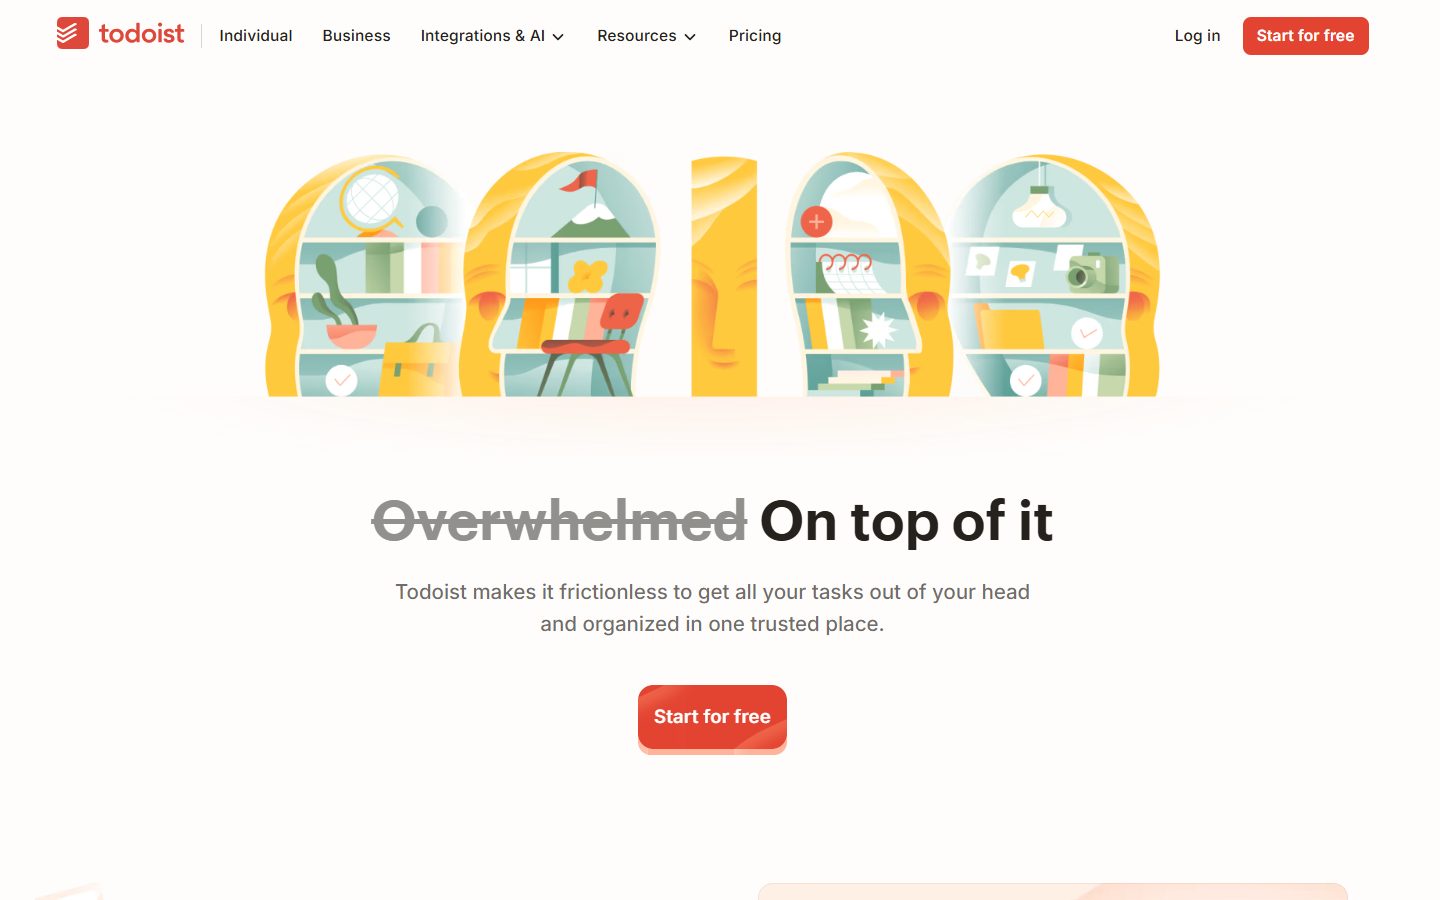 todoist Individual Business Integrations & AI Resources Pricing Log in Start for free
Overwhelmed On top of it
Todoist makes it frictionless to get all your tasks out of your head
and organized in one trusted place.
Start for free